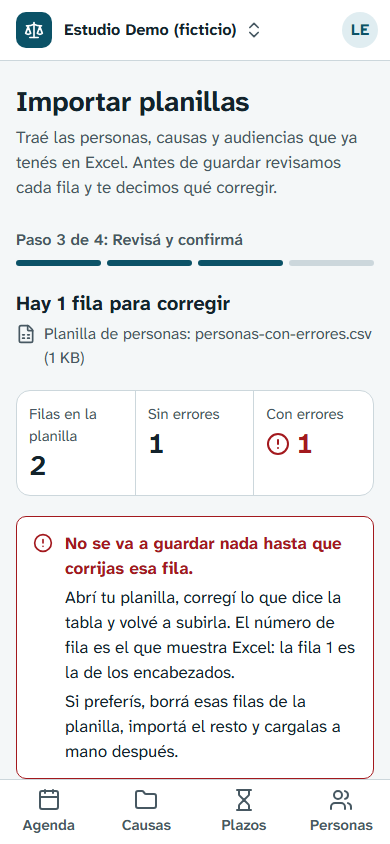 Estudio Demo (ficticio)
LE
Importar planillas
Traé las personas, causas y audiencias que ya
tenés en Excel. Antes de guardar revisamos
cada fila y te decimos qué corregir.
Paso 3 de 4: Revisá y confirmá
Hay 1 fila para corregir
Planilla de personas: personas-con-errores.csv
(1 KB)
Filas en la
planilla
2
Sin errores
1
Con errores
1
No se va a guardar nada hasta que
corrijas esa fila.
Abrí tu planilla, corregí lo que dice la
tabla y volvé a subirla. El número de
fila es el que muestra Excel: la fila 1 es
la de los encabezados.
Si preferís, borrá esas filas de la
planilla, importá el resto y cargalas a
mano después.
Agenda
Causas
Plazos
Personas